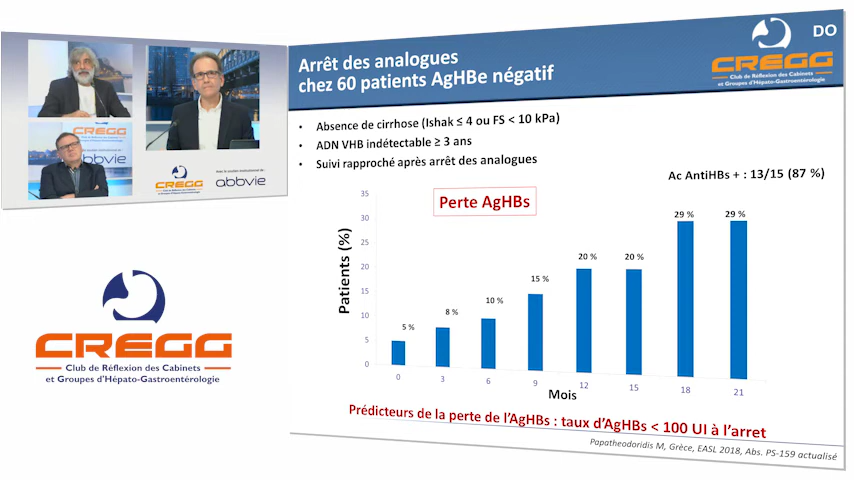 Arrêt des analogues
chez 60 patients AgHBe négatif
DO
CREGG
Club de Réflexion des Cabinets
et Groupes d'Hépato-Gastroentérologie
• Absence de cirrhose (Ishak ≤ 4 ou FS < 10 kPa)
• ADN VHB indétectable ≥ 3 ans
• Suivi rapproché après arrêt des analogues
Ac AntiHBs + : 13/15 (87 %)
Perte AgHBs
Patients (%)
35
30
25
20
15
10
5
0
5 %
8 %
10 %
15 %
20 %
20 %
29 %
29 %
0 3 6 9 12 15 18 21
Mois
Prédicteurs de la perte de l'AgHBs : taux d'AgHBs < 100 UI à l'arret
Papatheodoridis M, Grèce, EASL 2018, Abs. PS-159 actualisé
CREGG
abbvie
CREGG
abbvie
CREGG
Club de Réflexion des Cabinets
et Groupes d'Hépato-Gastroentérologie